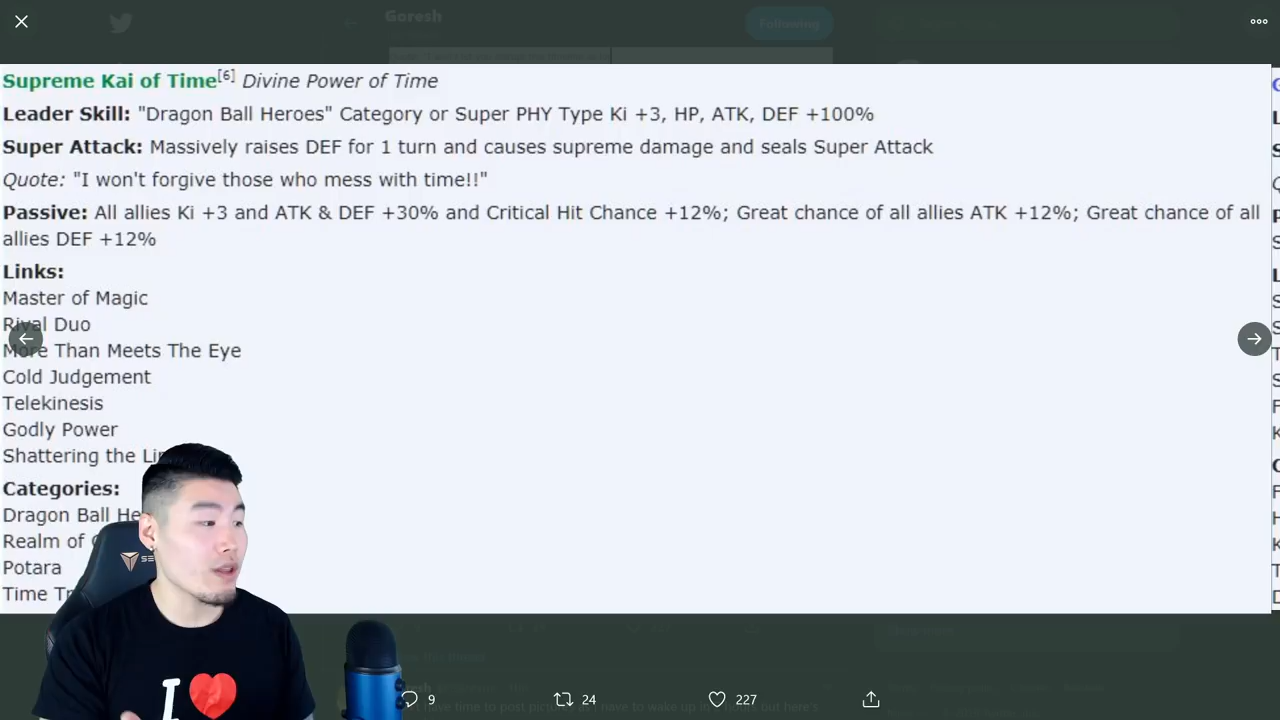 Goresh
Following
Supreme Kai of Time[6] Divine Power of Time
Leader Skill: "Dragon Ball Heroes" Category or Super PHY Type Ki +3, HP, ATK, DEF +100%
Super Attack: Massively raises DEF for 1 turn and causes supreme damage and seals Super Attack
Quote: "I won't forgive those who mess with time!!"
Passive: All allies Ki +3 and ATK & DEF +30% and Critical Hit Chance +12%; Great chance of all allies ATK +12%; Great chance of all
allies DEF +12%
Links:
Master of Magic
Rival Duo
More Than Meets The Eye
Cold Judgement
Telekinesis
Godly Power
Shattering the
Categories:
Dragon Ball
Realm of
Potara
Time
I
9
24
227